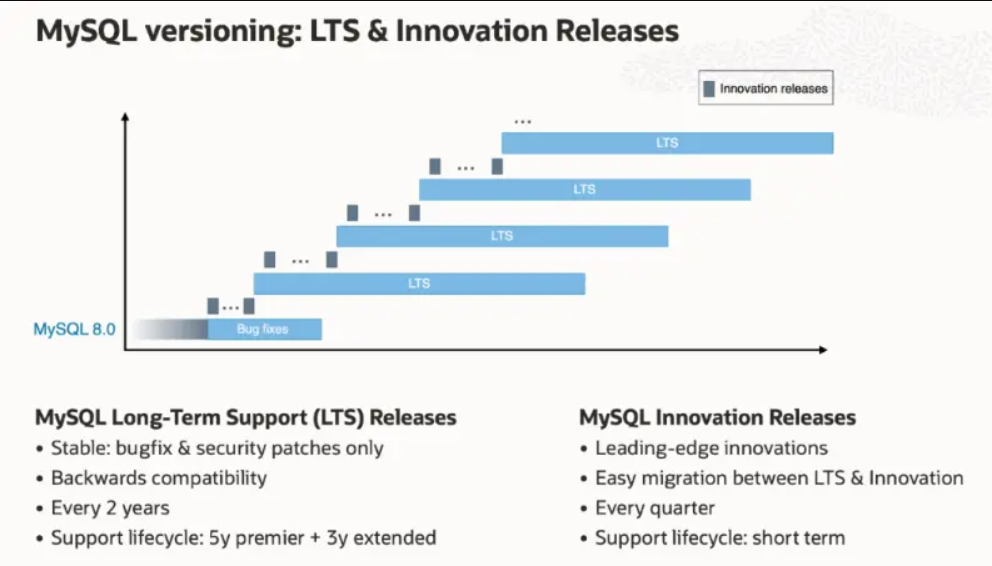 MySQL versioning: LTS & Innovation Releases
Innovation releases
...
LTS
...
LTS
...
LTS
...
LTS
...
MySQL 8.0
Bug fixes
MySQL Long-Term Support (LTS) Releases
• Stable: bugfix & security patches only
• Backwards compatibility
• Every 2 years
• Support lifecycle: 5y premier + 3y extended
MySQL Innovation Releases
• Leading-edge innovations
• Easy migration between LTS & Innovation
• Every quarter
• Support lifecycle: short term